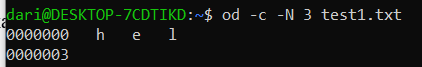 dari@DESKTOP-7CDTIKD:~$ od -c -N 3 test1.txt
0000000   h   e   l
0000003